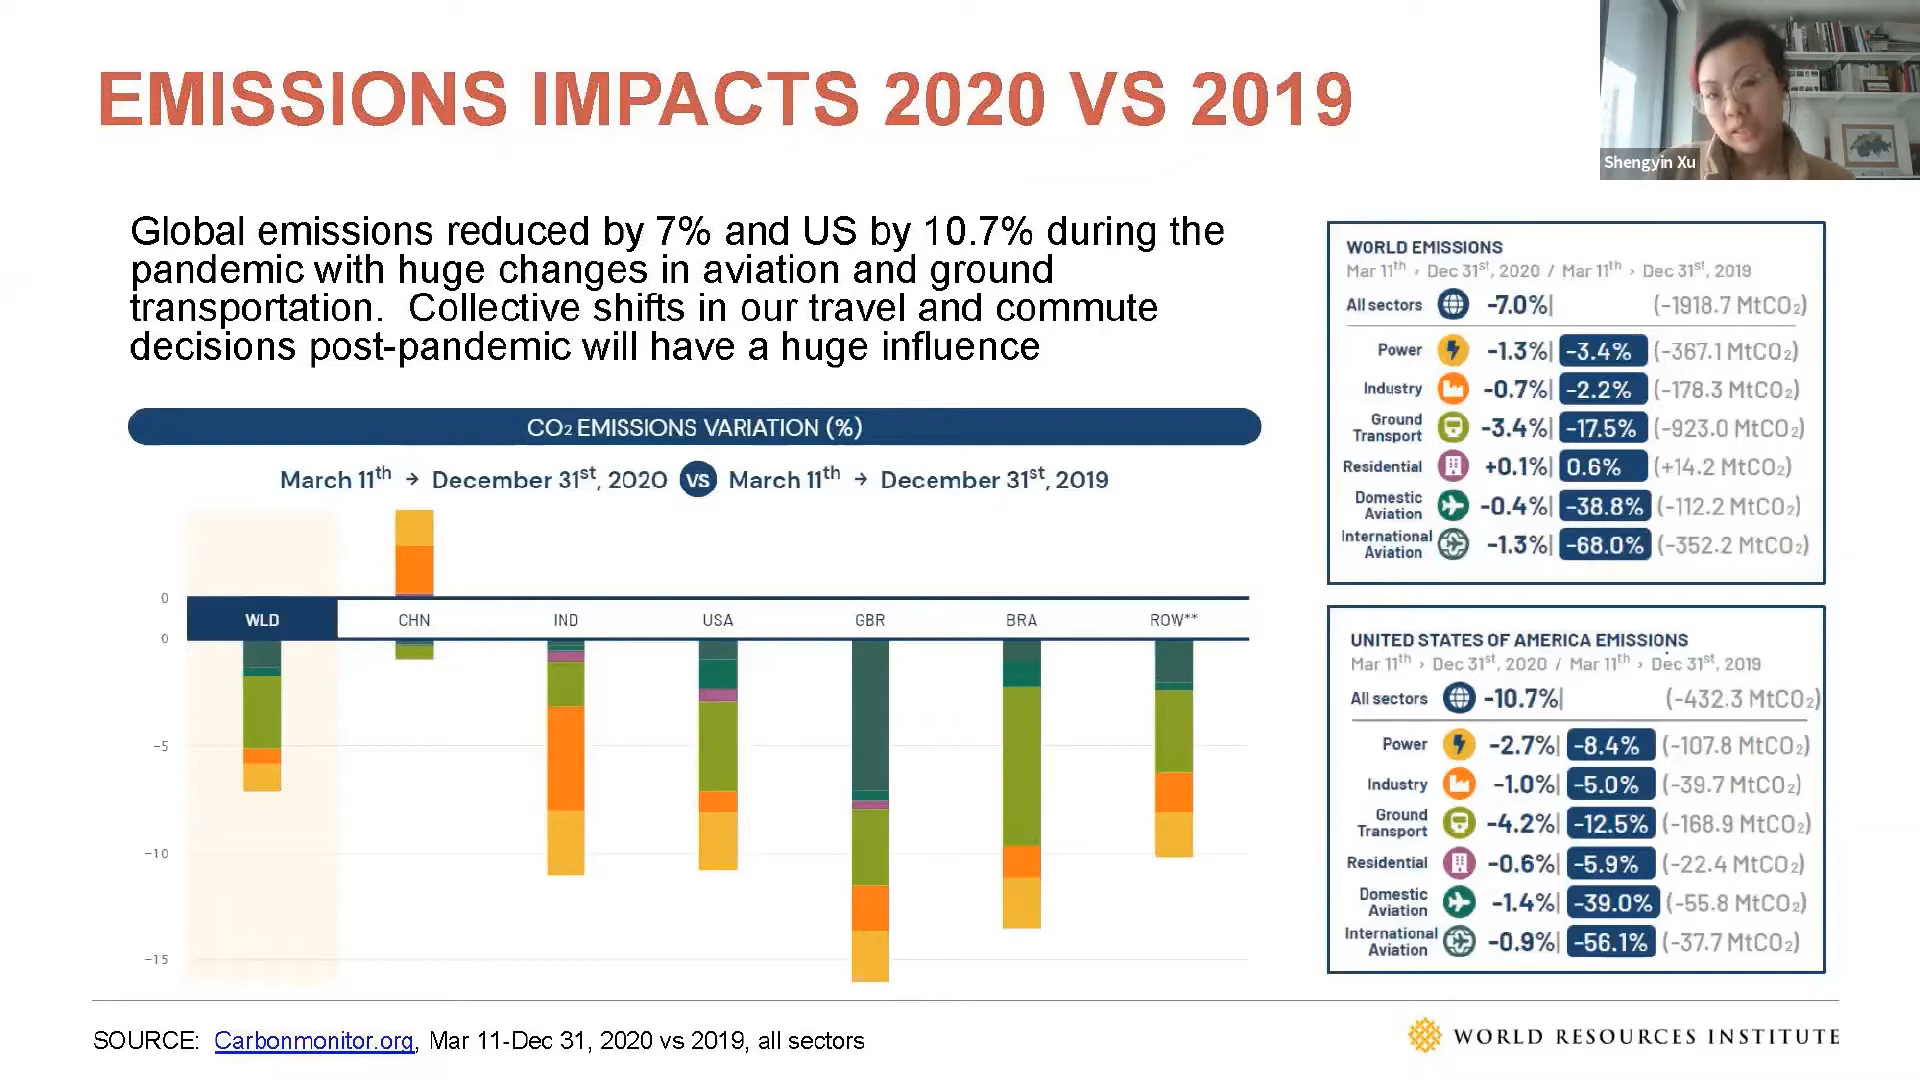 EMISSIONS IMPACTS 2020 VS 2019
Shengyin Xu
Global emissions reduced by 7% and US by 10.7% during the
pandemic with huge changes in aviation and ground
transportation.  Collective shifts in our travel and commute
decisions post-pandemic will have a huge influence
CO₂ EMISSIONS VARIATION (%)
March 11th → December 31st, 2020 VS March 11th → December 31st, 2019
0
WLD CHN IND USA GBR BRA ROW**
0
-5
-10
-15
WORLD EMISSIONS
Mar 11th › Dec 31st, 2020 / Mar 11th › Dec 31st, 2019
All sectors -7.0%| (-1918.7 MtCO₂)
Power -1.3%| -3.4% (-367.1 MtCO₂)
Industry -0.7%| -2.2% (-178.3 MtCO₂)
Ground Transport -3.4%| -17.5% (-923.0 MtCO₂)
Residential +0.1%| 0.6% (+14.2 MtCO₂)
Domestic Aviation -0.4%| -38.8% (-112.2 MtCO₂)
International Aviation -1.3%| -68.0% (-352.2 MtCO₂)
UNITED STATES OF AMERICA EMISSIONS
Mar 11th › Dec 31st, 2020 / Mar 11th › Dec 31st, 2019
All sectors -10.7%| (-432.3 MtCO₂)
Power -2.7%| -8.4% (-107.8 MtCO₂)
Industry -1.0%| -5.0% (-39.7 MtCO₂)
Ground Transport -4.2%| -12.5% (-168.9 MtCO₂)
Residential -0.6%| -5.9% (-22.4 MtCO₂)
Domestic Aviation -1.4%| -39.0% (-55.8 MtCO₂)
International Aviation -0.9%| -56.1% (-37.7 MtCO₂)
SOURCE:  Carbonmonitor.org, Mar 11-Dec 31, 2020 vs 2019, all sectors
WORLD RESOURCES INSTITUTE